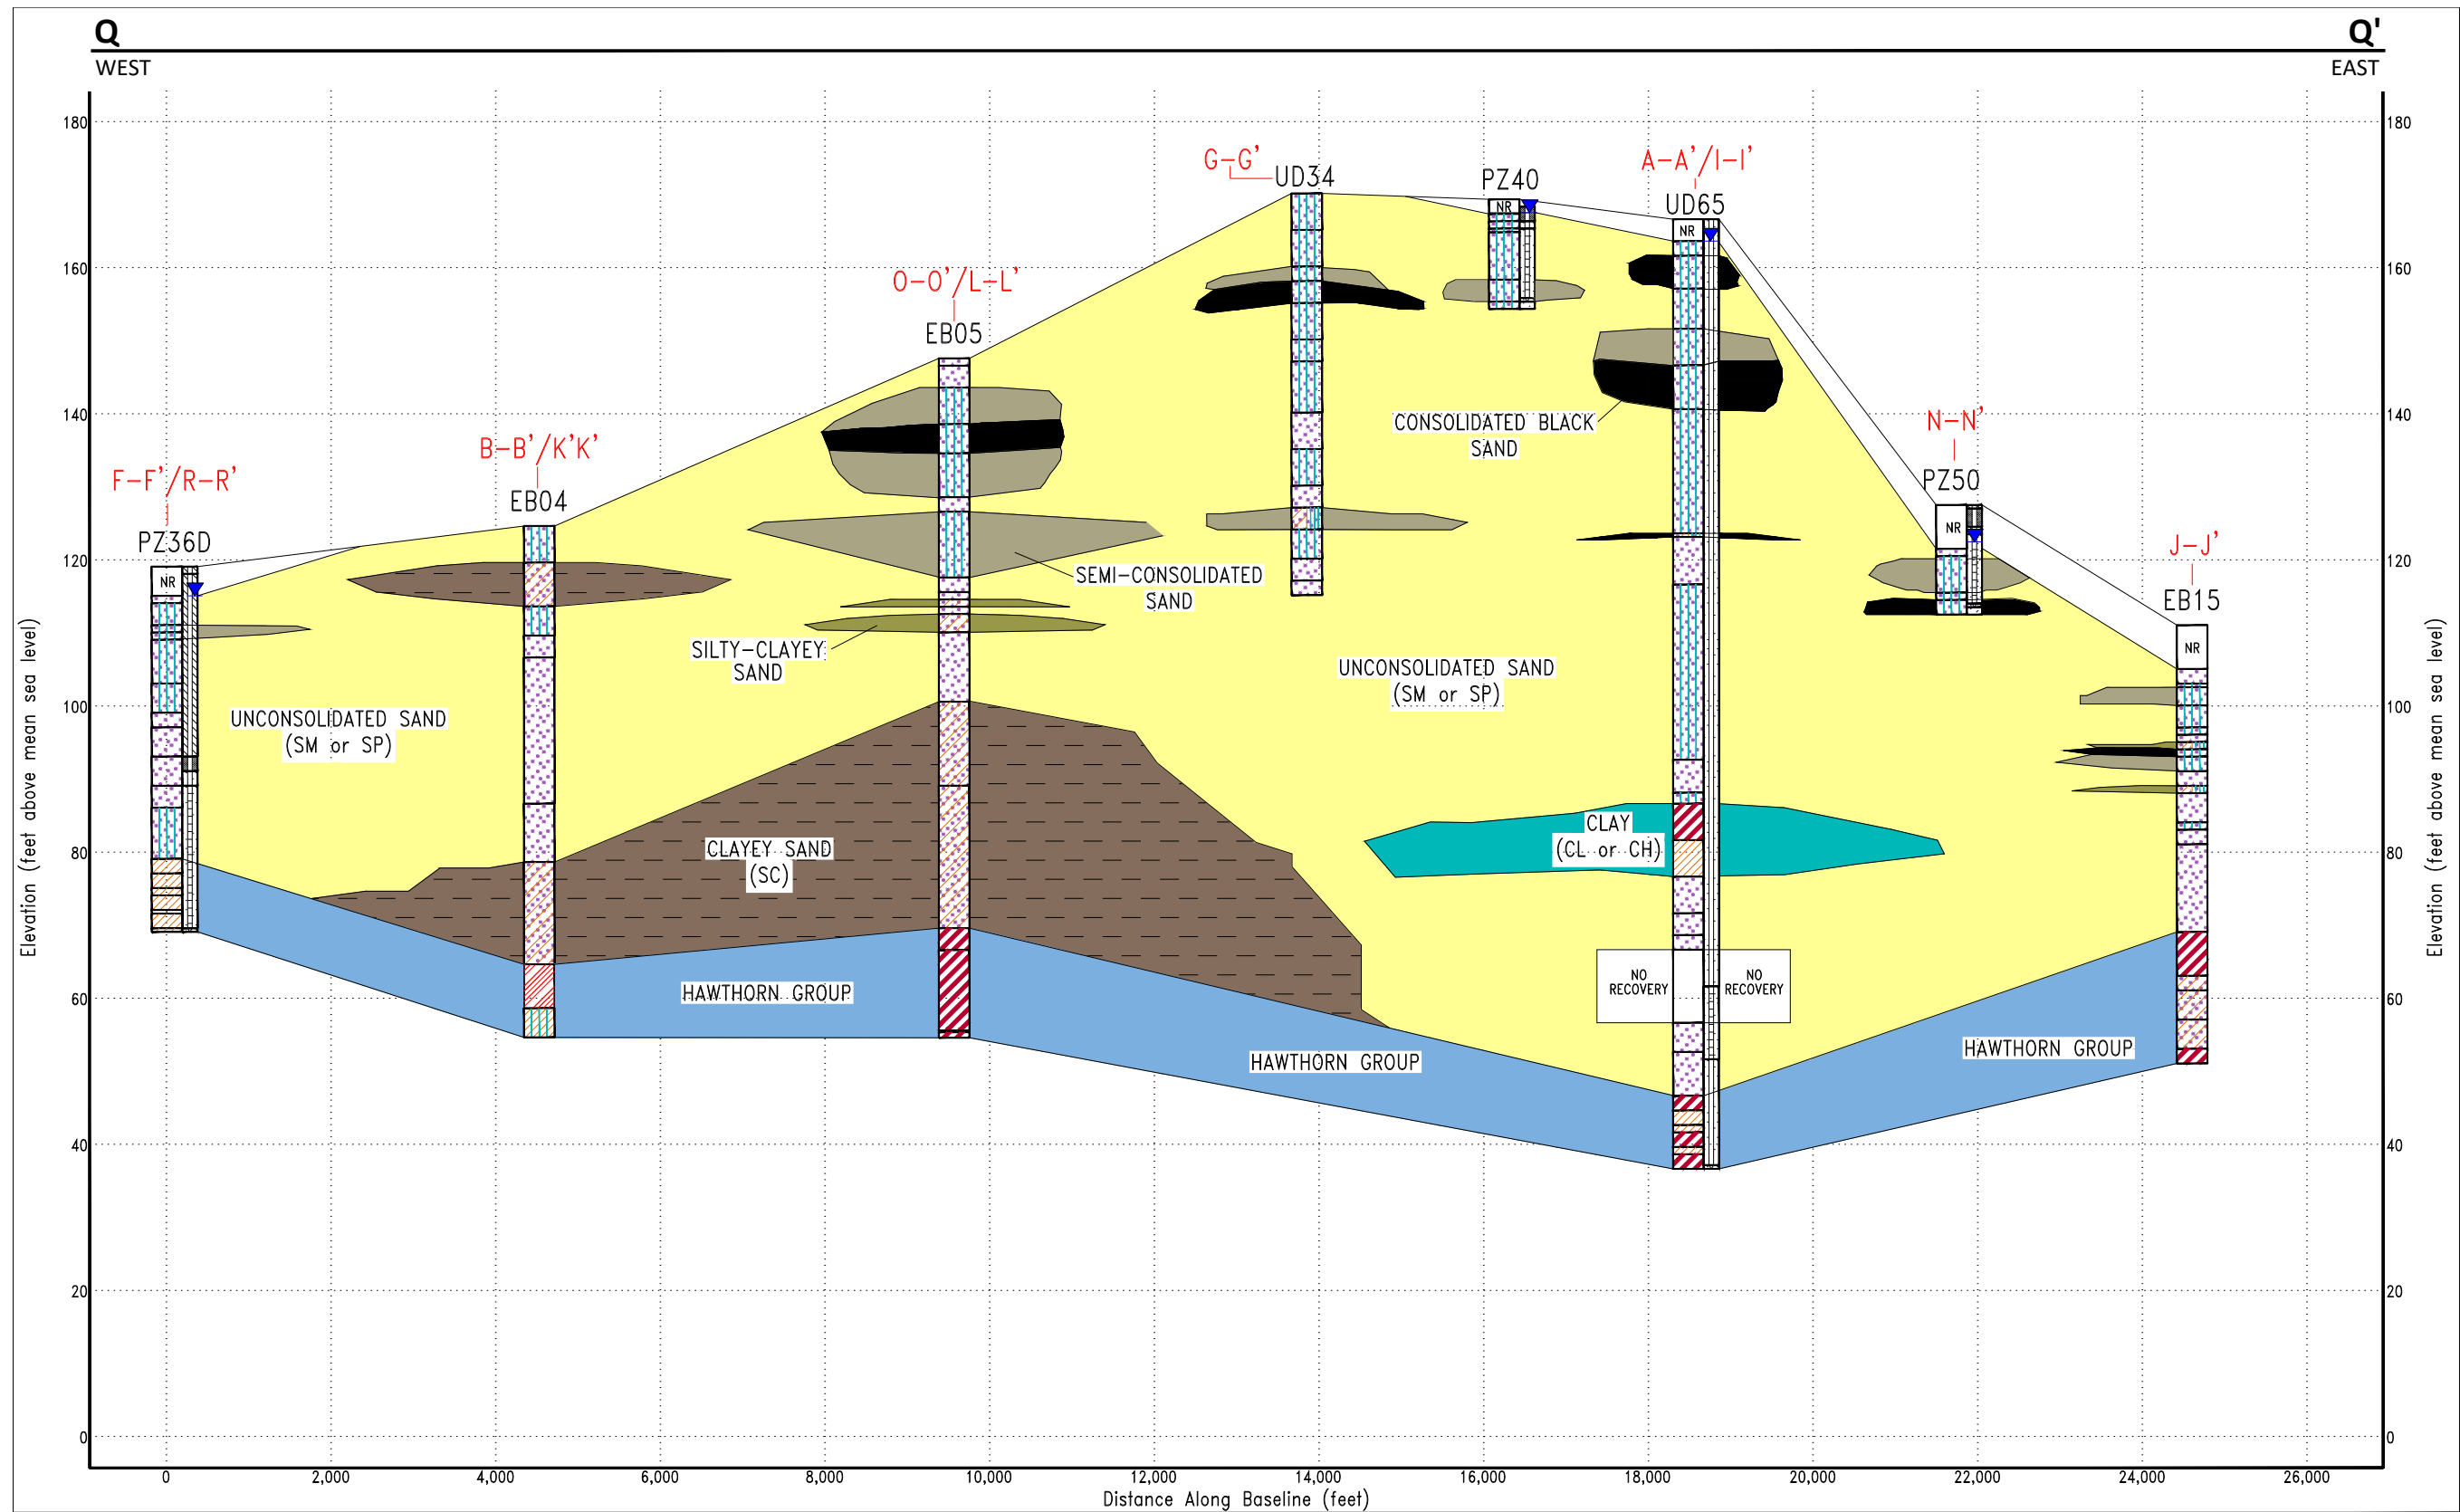 Q
Q'
WEST
EAST
180
180
G-G'
A-A'/I-I'
UD34
PZ40
UD65
NR
NR
160
160
O-O'/L-L'
EB05
140
140
CONSOLIDATED BLACK
SAND
N-N'
B-B'/K'K'
F-F'/R-R'
PZ50
EB04
NR
PZ36D
J-J'
120
120
NR
SEMI-CONSOLIDATED
SAND
EB15
SILTY-CLAYEY
SAND
NR
UNCONSOLIDATED SAND
(SM or SP)
100
100
UNCONSOLIDATED SAND
(SM or SP)
CLAY
(CL or CH)
CLAYEY SAND
(SC)
80
80
Elevation (feet above mean sea level)
Elevation (feet above mean sea level)
NO
RECOVERY
NO
RECOVERY
HAWTHORN GROUP
60
60
HAWTHORN GROUP
HAWTHORN GROUP
40
40
20
20
0
0
0 2,000 4,000 6,000 8,000 10,000 12,000 14,000 16,000 18,000 20,000 22,000 24,000 26,000
Distance Along Baseline (feet)